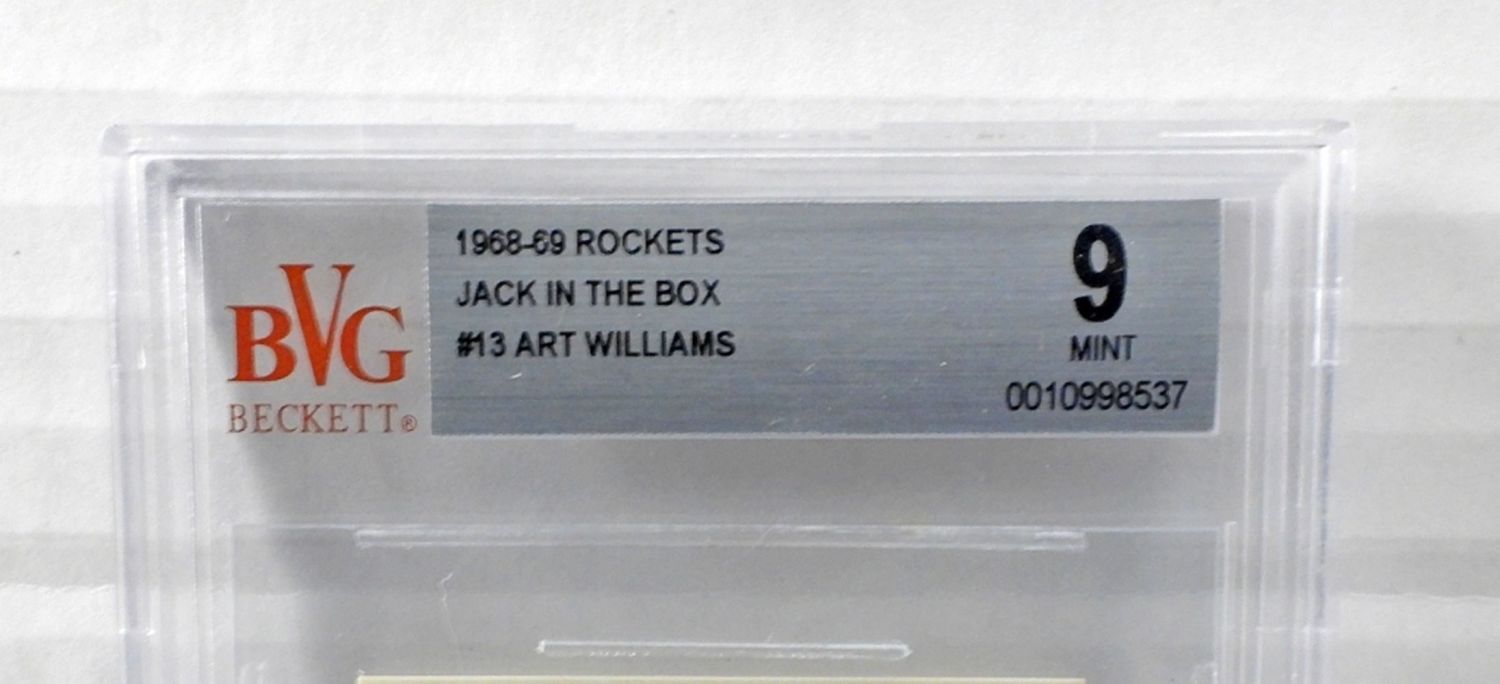 BVG
BECKETT®
1968-69 ROCKETS
JACK IN THE BOX
#13 ART WILLIAMS
9
MINT
0010998537